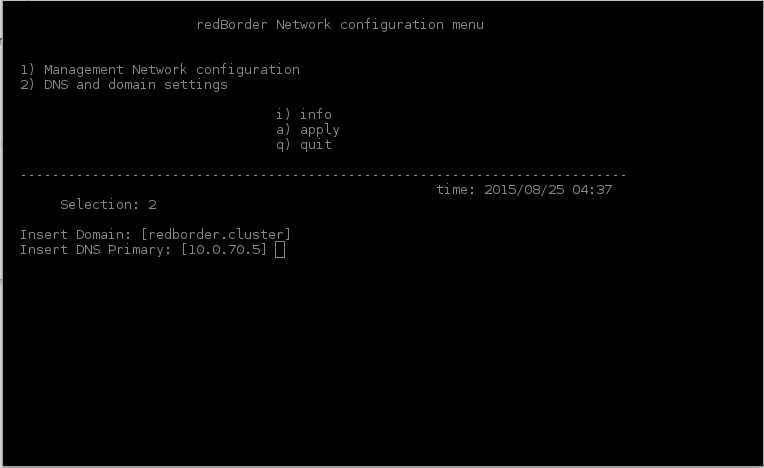 redBorder Network configuration menu
1) Management Network configuration
2) DNS and domain settings
i) info
a) apply
q) quit
----------------------------------------------------------------------------
time: 2015/08/25 04:37
Selection: 2
Insert Domain: [redborder.cluster]
Insert DNS Primary: [10.0.70.5]